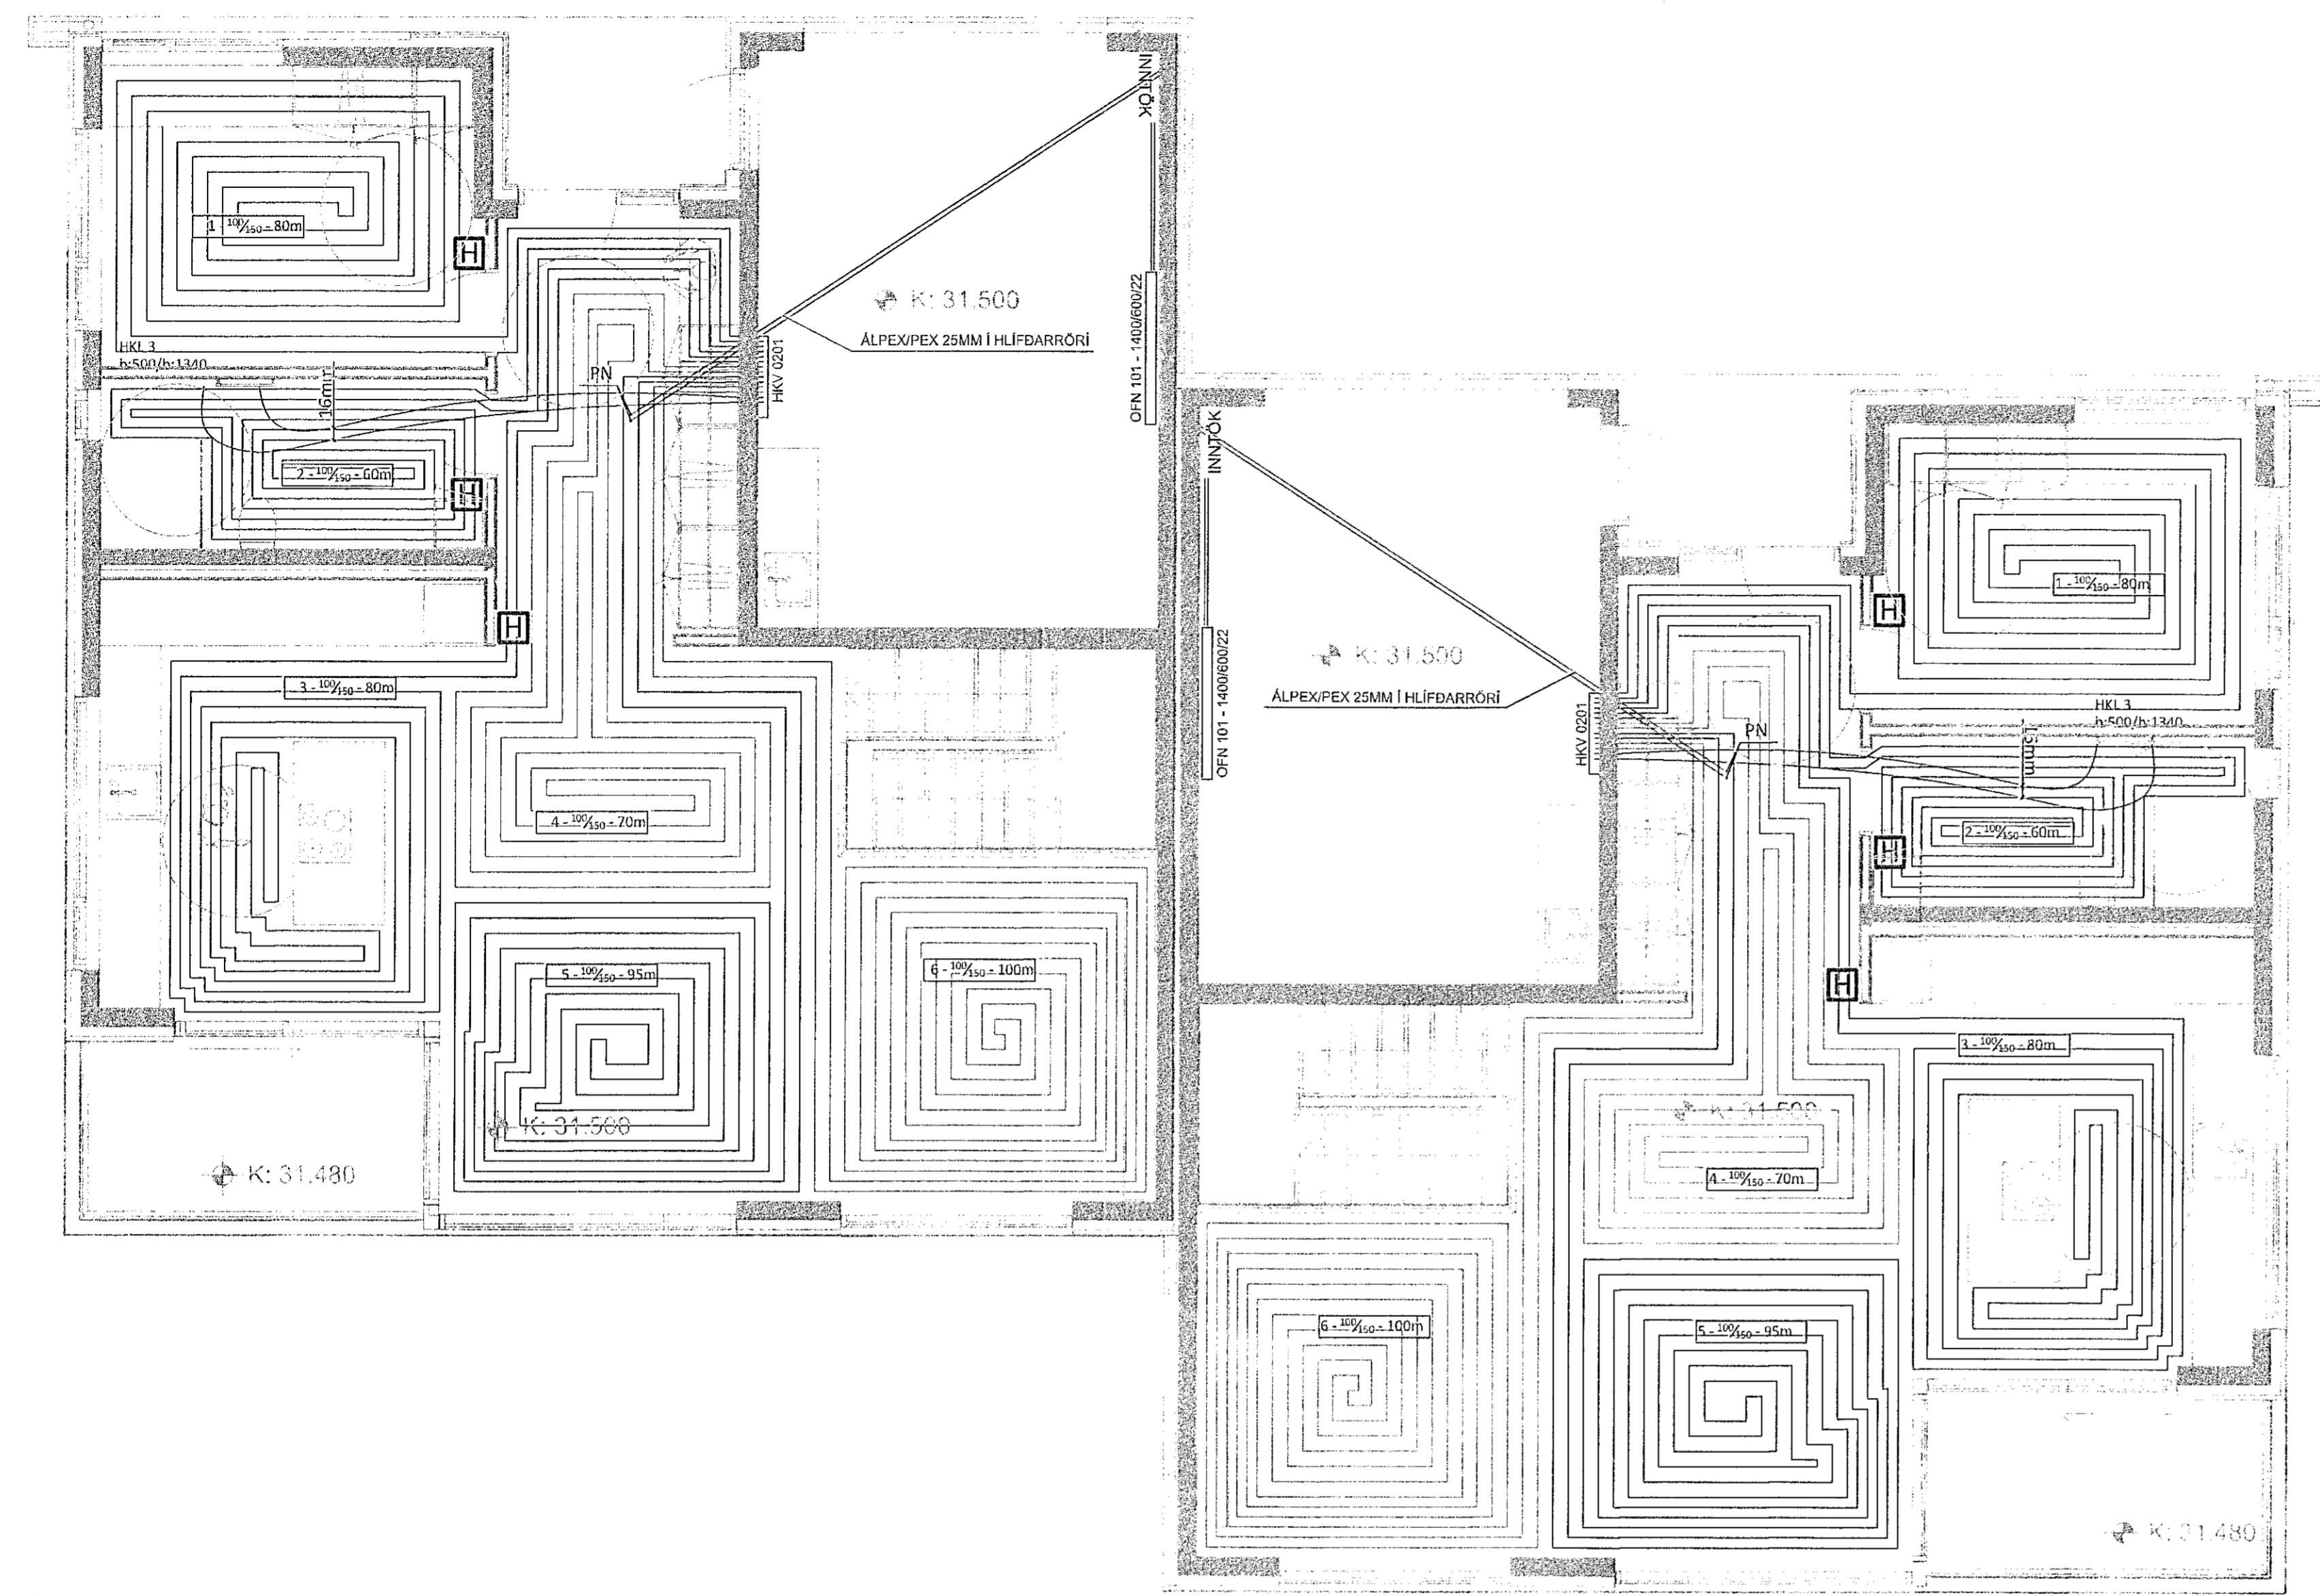 INNTÖK
1 - 100/150 - 80m
H
K: 31.500
ÁLPEX/PEX 25MM Í HLÍFÐARRÖRI
OFN 101 - 1400/600/22
HKL 3
b:500/h:1340
16mm
PN
HKV 0201
2 - 100/150 - 60m
H
H
3 - 100/150 - 80m
4 - 100/150 - 70m
5 - 100/150 - 95m
6 - 100/150 - 100m
K: 31.500
K: 31.480
INNTÖK
1 - 100/150 - 80m
H
K: 31.500
ÁLPEX/PEX 25MM Í HLÍFÐARRÖRI
OFN 101 - 1400/600/22
HKL 3
b:500/h:1340
16mm
PN
HKV 0201
2 - 100/150 - 60m
H
H
3 - 100/150 - 80m
K: 31.500
4 - 100/150 - 70m
6 - 100/150 - 100m
5 - 100/150 - 95m
K: 31.480